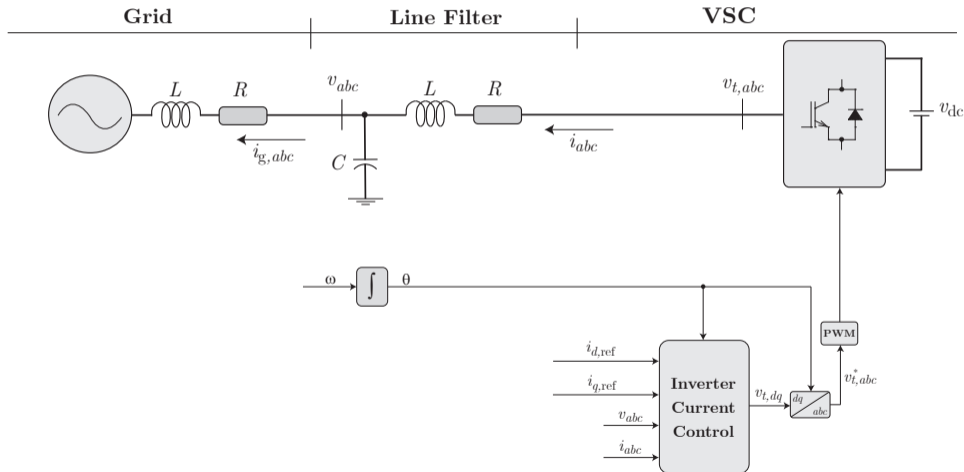 Grid Line Filter VSC
L R v_abc L R v_t,abc
v_dc
i_g,abc C i_abc
ω ∫ θ
PWM
i_d,ref
i_q,ref
v_abc
i_abc
Inverter
Current
Control
v_t,dq
dq
abc
v*_t,abc